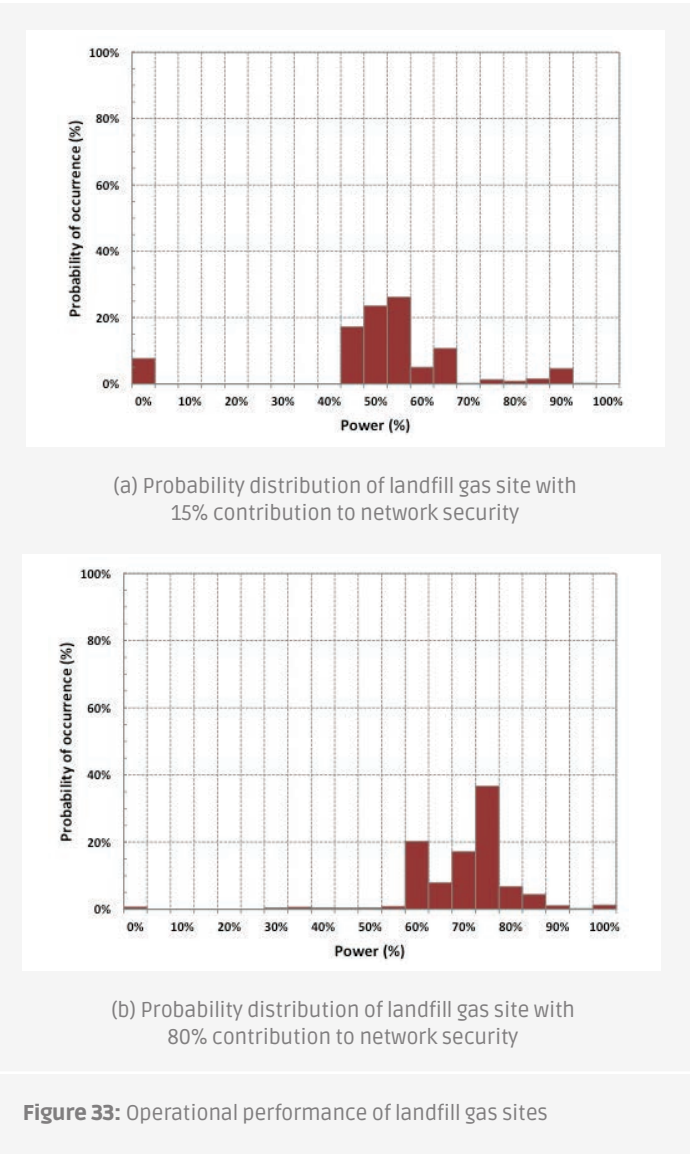 100%
80%
60%
40%
20%
0%
Probability of occurrence (%)
0% 10% 20% 30% 40% 50% 60% 70% 80% 90% 100%
Power (%)
(a) Probability distribution of landfill gas site with
15% contribution to network security
100%
80%
60%
40%
20%
0%
Probability of occurrence (%)
0% 10% 20% 30% 40% 50% 60% 70% 80% 90% 100%
Power (%)
(b) Probability distribution of landfill gas site with
80% contribution to network security
Figure 33: Operational performance of landfill gas sites